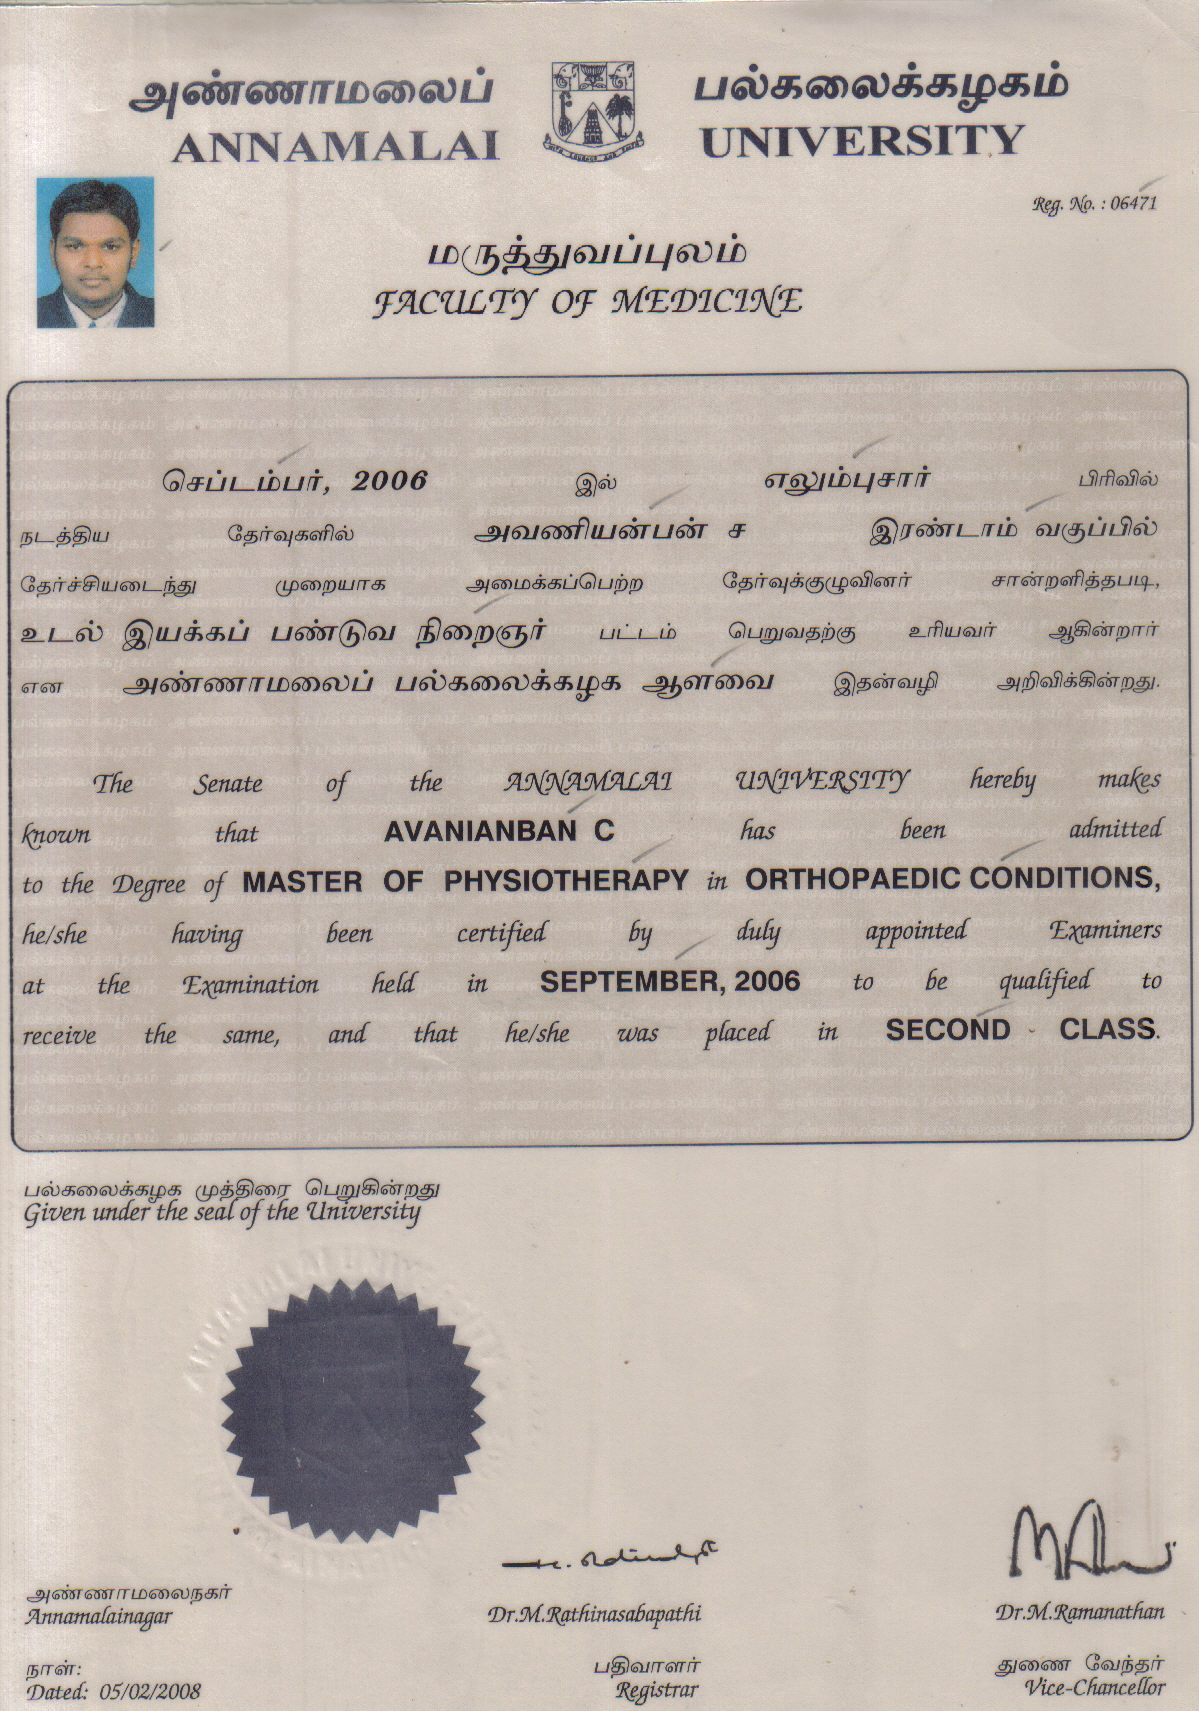 அண்ணாமலைப் பல்கலைக்கழகம்
ANNAMALAI UNIVERSITY
Reg. No. : 06471
மருத்துவப்புலம்
FACULTY OF MEDICINE
செப்டம்பர், 2006 இல் எலும்புசார் பிரிவில்
நடத்திய தேர்வுகளில் அவணியன்பன் ச இரண்டாம் வகுப்பில்
தேர்ச்சியடைந்து முறையாக அமைக்கப்பெற்ற தேர்வுக்குழுவினர் சான்றளித்தபடி,
உடல் இயக்கப் பண்டுவ நிறைஞர் பட்டம் பெறுவதற்கு உரியவர் ஆகின்றார்
என அண்ணாமலைப் பல்கலைக்கழக ஆளவை இதன்வழி அறிவிக்கின்றது.
The Senate of the ANNAMALAI UNIVERSITY hereby makes
known that AVANIANBAN C has been admitted
to the Degree of MASTER OF PHYSIOTHERAPY in ORTHOPAEDIC CONDITIONS,
he/she having been certified by duly appointed Examiners
at the Examination held in SEPTEMBER, 2006 to be qualified to
receive the same, and that he/she was placed in SECOND - CLASS.
பல்கலைக்கழக முத்திரை பெறுகின்றது
Given under the seal of the University
அண்ணாமலைநகர்
Annamalainagar
Dr.M.Rathinasabapathi
Dr.M.Ramanathan
நாள்:
பதிவாளர்
துணை வேந்தர்
Dated: 05/02/2008
Registrar
Vice-Chancellor